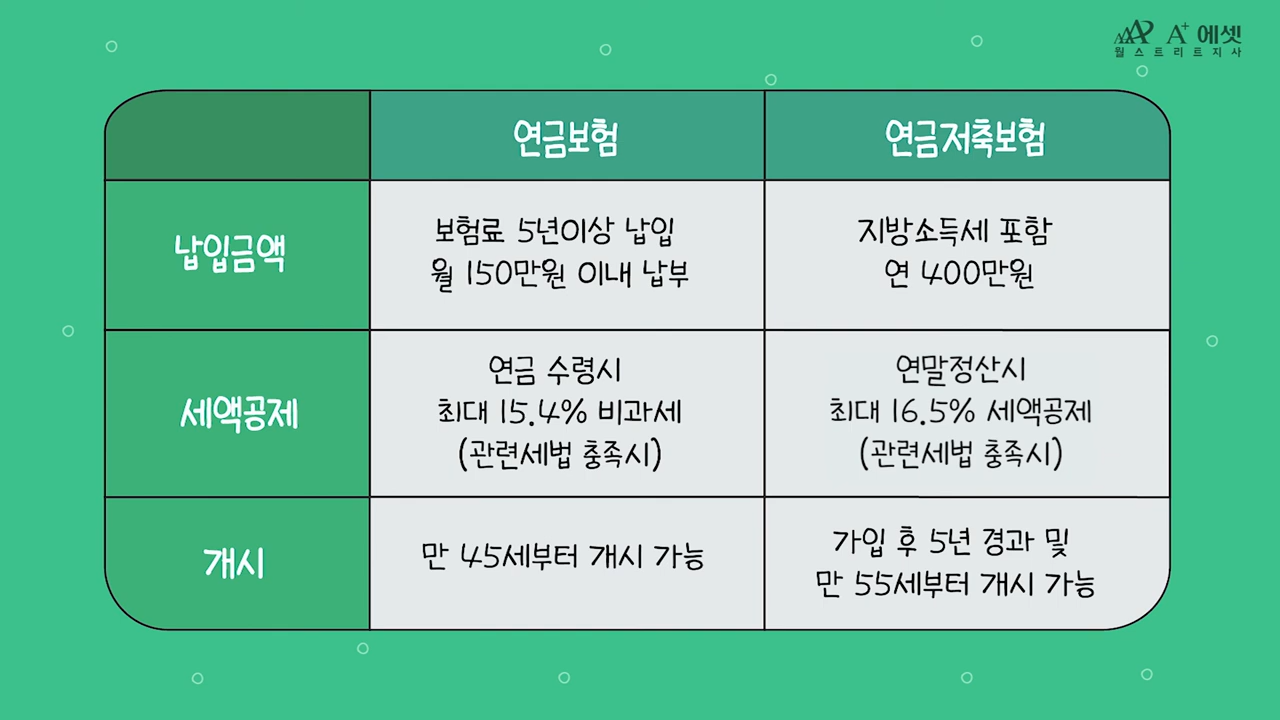 A+ 에셋
월스트리트지사
연금보험
연금저축보험
납입금액
보험료 5년이상 납입
월 150만원 이내 납부
지방소득세 포함
연 400만원
세액공제
연금 수령시
최대 15.4% 비과세
(관련세법 충족시)
연말정산시
최대 16.5% 세액공제
(관련세법 충족시)
개시
만 45세부터 개시 가능
가입 후 5년 경과 및
만 55세부터 개시 가능